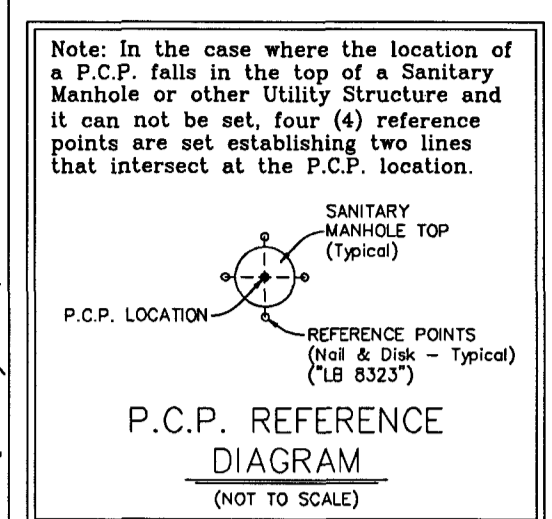 Note: In the case where the location of
a P.C.P. falls in the top of a Sanitary
Manhole or other Utility Structure and
it can not be set, four (4) reference
points are set establishing two lines
that intersect at the P.C.P. location.
SANITARY
MANHOLE TOP
(Typical)
P.C.P. LOCATION
REFERENCE POINTS
(Nail & Disk – Typical)
("LB 8323")
P.C.P. REFERENCE
DIAGRAM
(NOT TO SCALE)